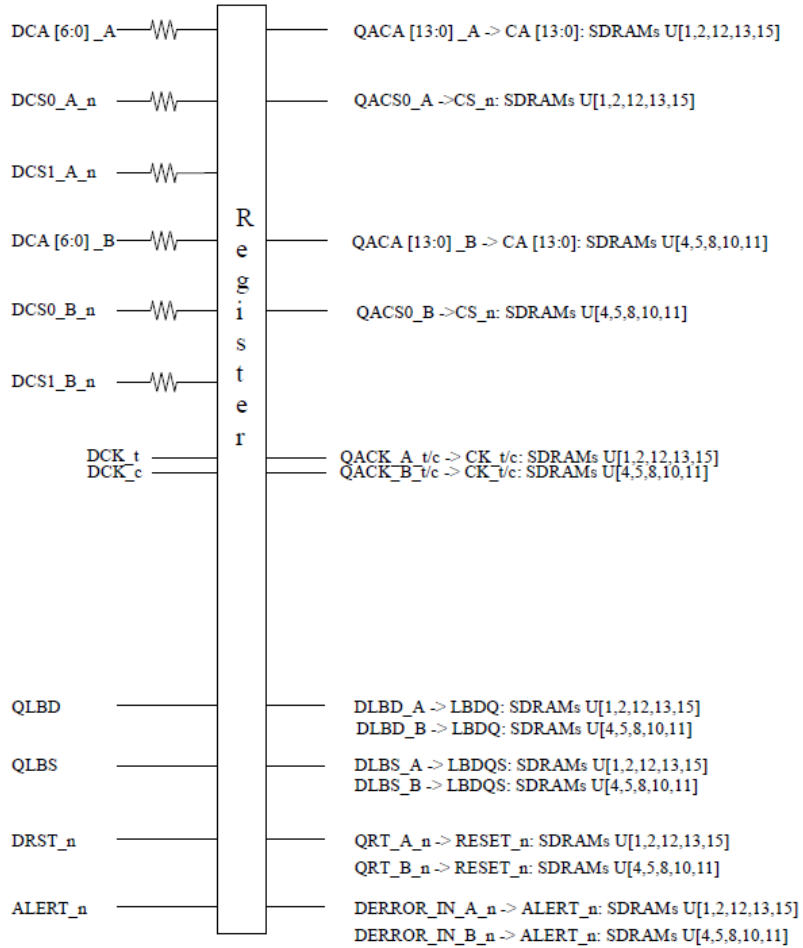 DCA [6:0] _A
QACA [13:0] _A -> CA [13:0]: SDRAMs U[1,2,12,13,15]
DCS0_A_n
QACS0_A ->CS_n: SDRAMs U[1,2,12,13,15]
DCS1_A_n
Register
DCA [6:0] _B
QACA [13:0] _B -> CA [13:0]: SDRAMs U[4,5,8,10,11]
DCS0_B_n
QACS0_B ->CS_n: SDRAMs U[4,5,8,10,11]
DCS1_B_n
DCK_t
QACK_A_t/c -> CK_t/c: SDRAMs U[1,2,12,13,15]
DCK_c
QACK_B_t/c -> CK_t/c: SDRAMs U[4,5,8,10,11]
QLBD
DLBD_A -> LBDQ: SDRAMs U[1,2,12,13,15]
DLBD_B -> LBDQ: SDRAMs U[4,5,8,10,11]
QLBS
DLBS_A -> LBDQS: SDRAMs U[1,2,12,13,15]
DLBS_B -> LBDQS: SDRAMs U[4,5,8,10,11]
DRST_n
QRT_A_n -> RESET_n: SDRAMs U[1,2,12,13,15]
QRT_B_n -> RESET_n: SDRAMs U[4,5,8,10,11]
ALERT_n
DERROR_IN_A_n -> ALERT_n: SDRAMs U[1,2,12,13,15]
DERROR_IN_B_n -> ALERT_n: SDRAMs U[4,5,8,10,11]